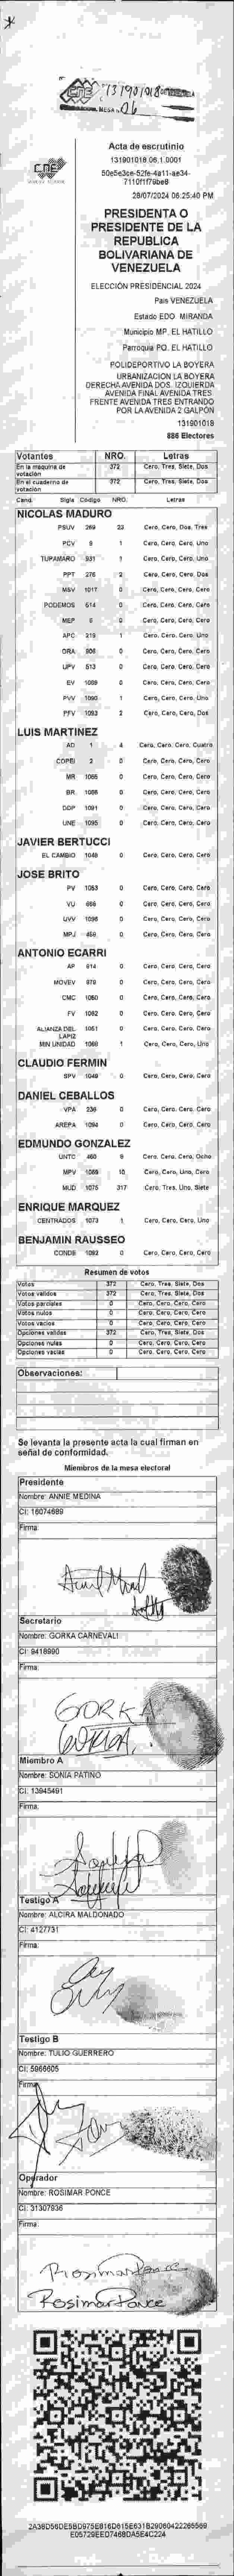 CNE
131901018
MESA 06
CNE
Acta de escrutinio
131901018.06.1.0001
28/07/2024 06:25:40 PM
PRESIDENTA O
PRESIDENTE DE LA
REPUBLICA
BOLIVARIANA DE
VENEZUELA
ELECCIÓN PRESIDENCIAL 2024
Pais VENEZUELA
Estado EDO. MIRANDA
Municipio MP. EL HATILLO
Parroquia PQ. EL HATILLO
POLIDEPORTIVO LA BOYERA
URBANIZACION LA BOYERA
DERECHA AVENIDA DOS. IZQUIERDA
AVENIDA FINAL AVENIDA TRES
FRENTE AVENIDA TRES ENTRANDO
POR LA AVENIDA 2 GALPÓN
131901018
886 Electores
Votantes NRO. Letras
En la máquina de votación 372 Cero, Tres, Siete, Dos
En el cuaderno de votación 372 Cero, Tres, Siete, Dos
Cand. Sigla Código NRO. Letras
NICOLAS MADURO
PSUV 269 23 Cero, Cero, Dos, Tres
PCV 9 1 Cero, Cero, Cero, Uno
TUPAMARO 931 1 Cero, Cero, Cero, Uno
PPT 276 2 Cero, Cero, Cero, Dos
MSV 1017 0 Cero, Cero, Cero, Cero
PODEMOS 614 0 Cero, Cero, Cero, Cero
MEP 6 0 Cero, Cero, Cero, Cero
APC 219 1 Cero, Cero, Cero, Uno
ORA 906 0 Cero, Cero, Cero, Cero
UPV 513 0 Cero, Cero, Cero, Cero
EV 1089 0 Cero, Cero, Cero, Cero
PVV 1090 1 Cero, Cero, Cero, Uno
PFV 1093 2 Cero, Cero, Cero, Dos
LUIS MARTINEZ
AD 1 4 Cero, Cero, Cero, Cuatro
COPEI 2 0 Cero, Cero, Cero, Cero
MR 1066 0 Cero, Cero, Cero, Cero
BR. 1008 0 Cero, Cero, Cero, Cero
DDP 1091 0 Cero, Cero, Cero, Cero
UNE 1095 0 Cero, Cero, Cero, Cero
JAVIER BERTUCCI
EL CAMBIO 1048 0 Cero, Cero, Cero, Cero
JOSE BRITO
PV 1053 0 Cero, Cero, Cero, Cero
VU 668 0 Cero, Cero, Cero, Cero
UVV 1096 0 Cero, Cero, Cero, Cero
MPJ 459 0 Cero, Cero, Cero, Cero
ANTONIO ECARRI
AP 814 0 Cero, Cero, Cero, Cero
MOVEV 879 0 Cero, Cero, Cero, Cero
CMC 1060 0 Cero, Cero, Cero, Cero
FV 1082 0 Cero, Cero, Cero, Cero
ALIANZA DEL LAPIZ 1051 0 Cero, Cero, Cero, Cero
MIN UNIDAD 1068 1 Cero, Cero, Cero, Uno
CLAUDIO FERMIN
SPV 1049 0 Cero, Cero, Cero, Cero
DANIEL CEBALLOS
VPA 236 0 Cero, Cero, Cero, Cero
AREPA 1094 0 Cero, Cero, Cero, Cero
EDMUNDO GONZALEZ
UNTC 460 8 Cero, Cero, Cero, Ocho
MPV 1069 10 Cero, Cero, Uno, Cero
MUD 1075 317 Cero, Tres, Uno, Siete
ENRIQUE MARQUEZ
CENTRADOS 1073 1 Cero, Cero, Cero, Uno
BENJAMIN RAUSSEO
CONDE 1092 0 Cero, Cero, Cero, Cero
Resumen de votos
Votos 372 Cero, Tres, Siete, Dos
Votos válidos 372 Cero, Tres, Siete, Dos
Votos parciales 0 Cero, Cero, Cero, Cero
Votos nulos 0 Cero, Cero, Cero, Cero
Votos vacíos 0 Cero, Cero, Cero, Cero
Opciones válidas 372 Cero, Tres, Siete, Dos
Opciones nulas 0 Cero, Cero, Cero, Cero
Opciones vacías 0 Cero, Cero, Cero, Cero
Observaciones:
Se levanta la presente acta la cual firman en
señal de conformidad.
Miembros de la mesa electoral
Presidente
Nombre: ANNIE MEDINA
CI: 16074689
Firma:
Secretario
Nombre: GORKA CARNEVALI
CI: 9418990
Firma:
GORKA
GORKA
Miembro A
Nombre: SONIA PATIÑO
CI: 13945491
Firma:
Testigo A
Nombre: ALCIRA MALDONADO
CI: 4127731
Firma:
Testigo B
Nombre: TULIO GUERRERO
CI: 5966605
Firma:
Operador
Nombre: ROSIMAR PONCE
CI: 31307936
Firma:
Rosimar Ponce
Rosimar Ponce